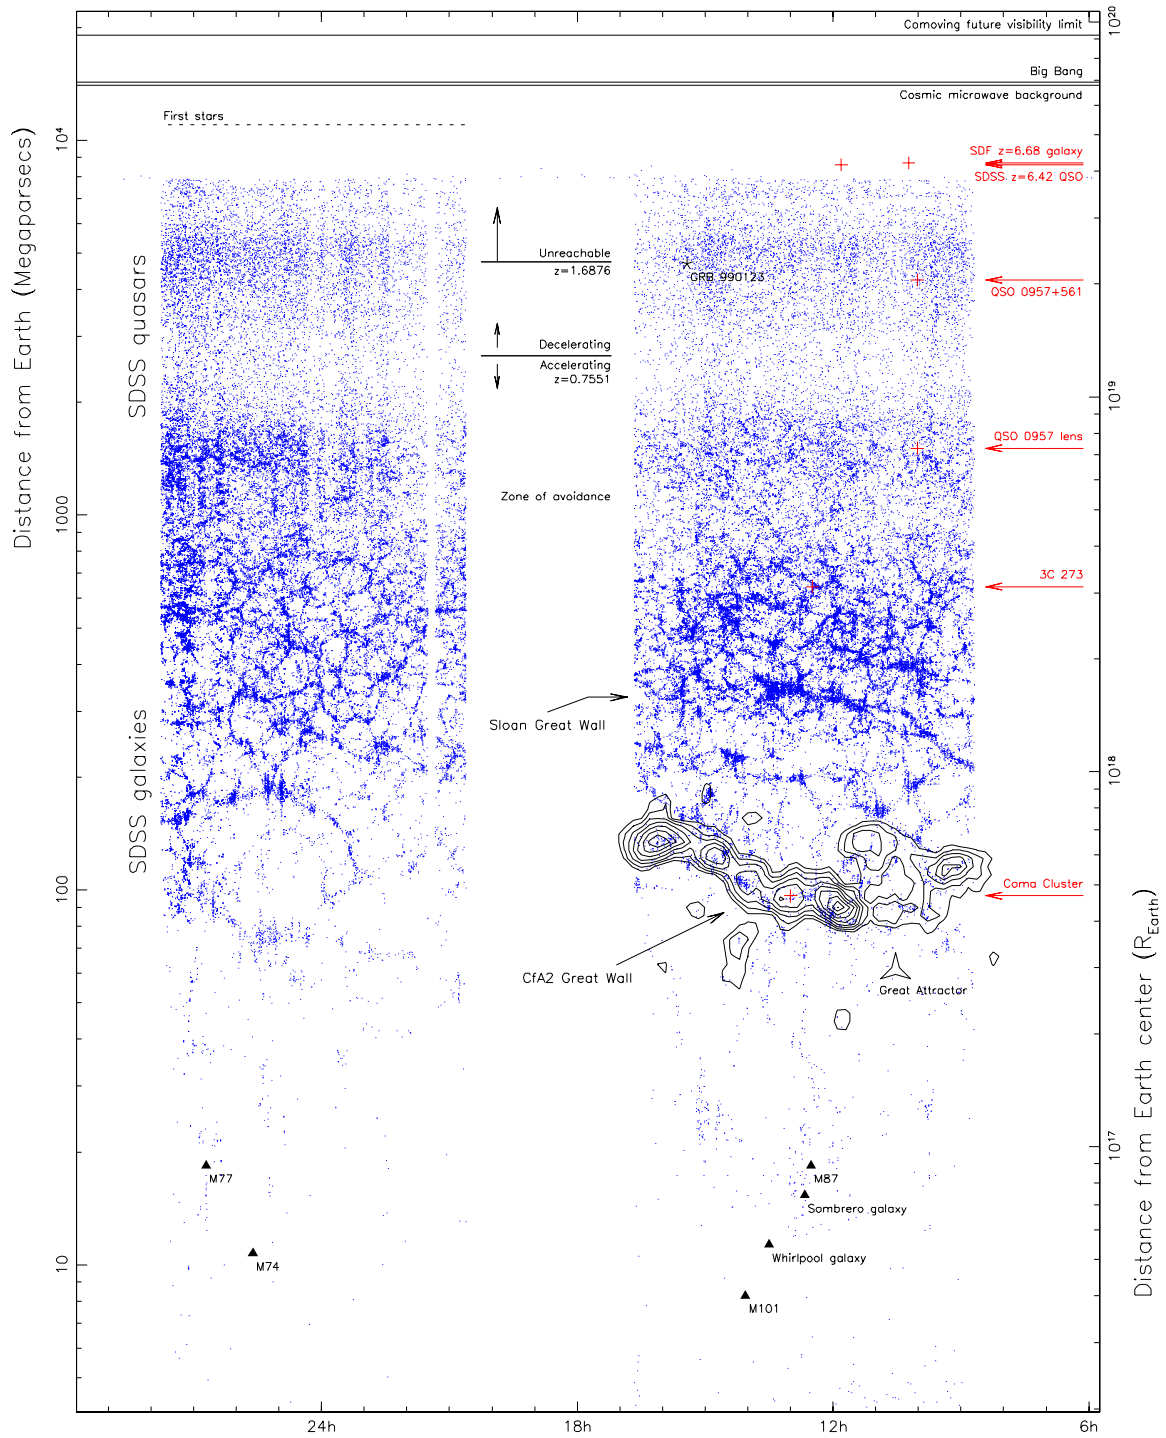 Comoving future visibility limit
Big Bang
Cosmic microwave background
First stars
SDF z=6.68 galaxy
SDSS z=6.42 QSO
Unreachable
z=1.6876
GRB 990123
QSO 0957+561
Decelerating
Accelerating
z=0.7551
QSO 0957 lens
Zone of avoidance
3C 273
Sloan Great Wall
Coma Cluster
CfA2 Great Wall
Great Attractor
M77
M87
Sombrero galaxy
Whirlpool galaxy
M74
M101
SDSS quasars
SDSS galaxies
Distance from Earth (Megaparsecs)
10⁴
1000
100
10
Distance from Earth center (R_Earth)
10²⁰
10¹⁹
10¹⁸
10¹⁷
24h
18h
12h
6h